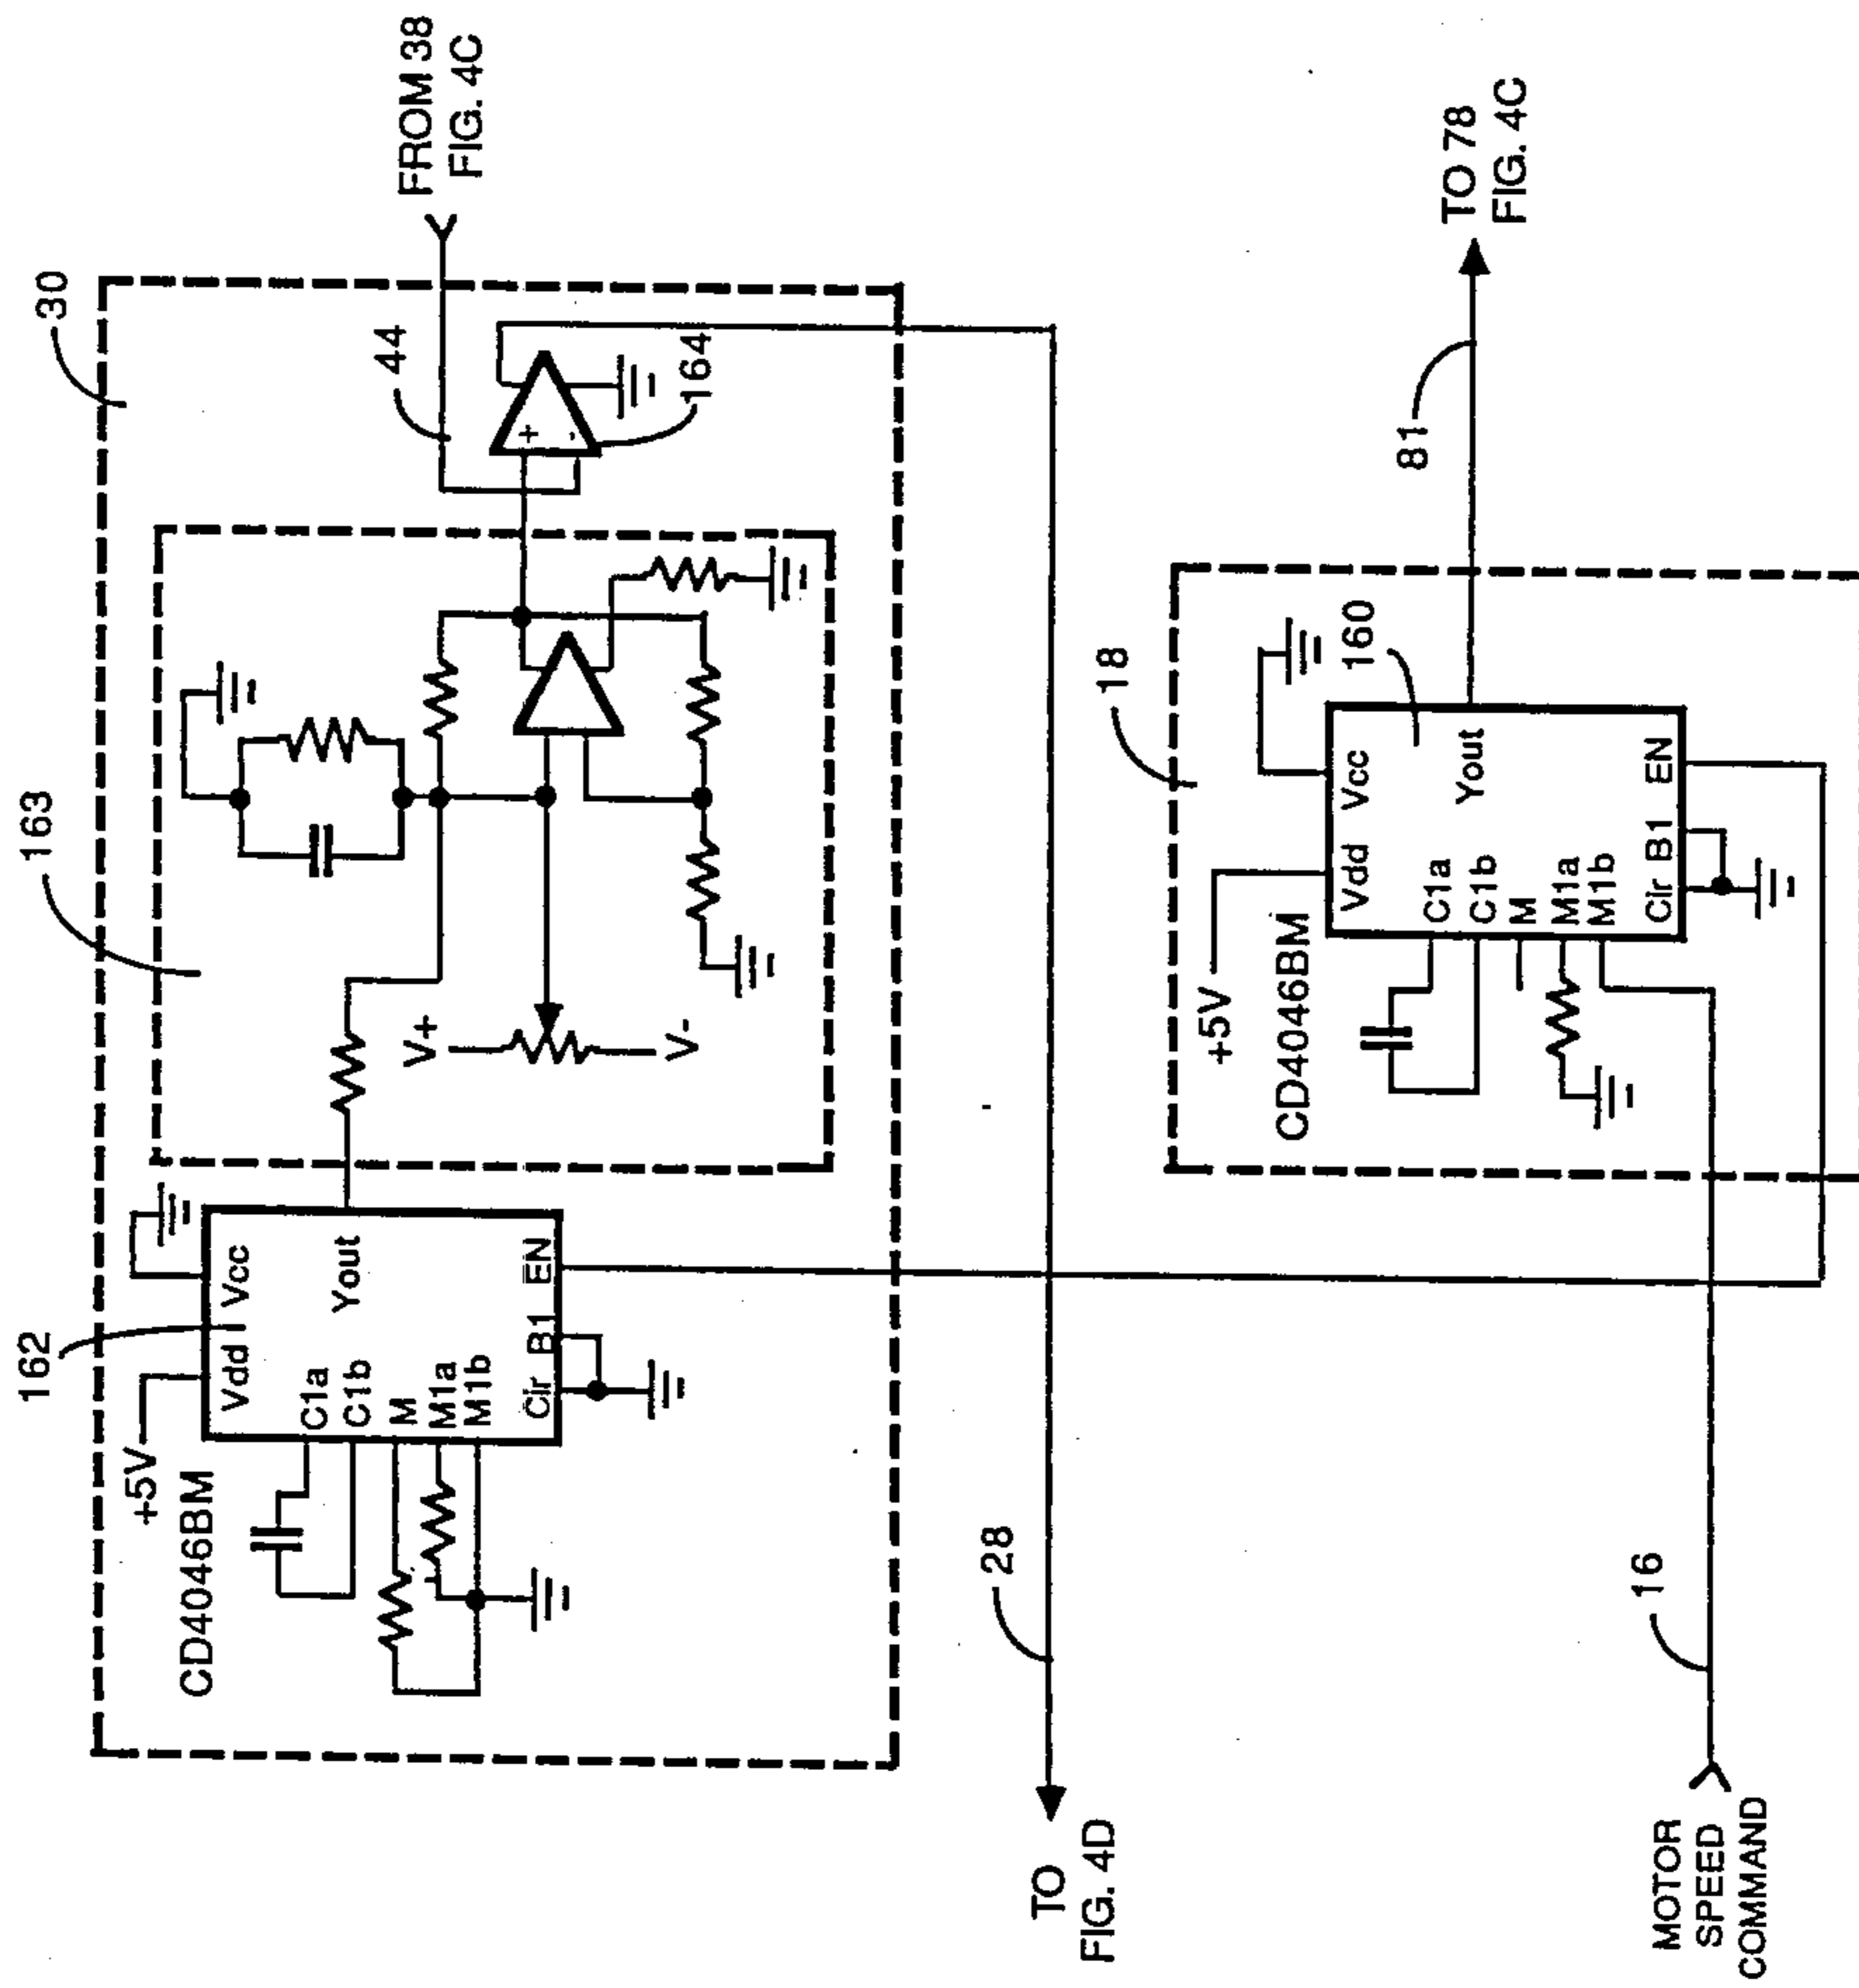 30
163
162
44
FROM 38
FIG. 4C
+5V
CD4046BM
Vdd
Vcc
C1a
C1b
Yout
M
M1a
M1b
Clr
B1
EN
V+
V-
+
-
164
28
TO
FIG. 4D
18
160
81
TO 78
FIG. 4C
+5V
CD4046BM
Vdd
Vcc
C1a
C1b
Yout
M
M1a
M1b
Clr
B1
EN
16
MOTOR
SPEED
COMMAND